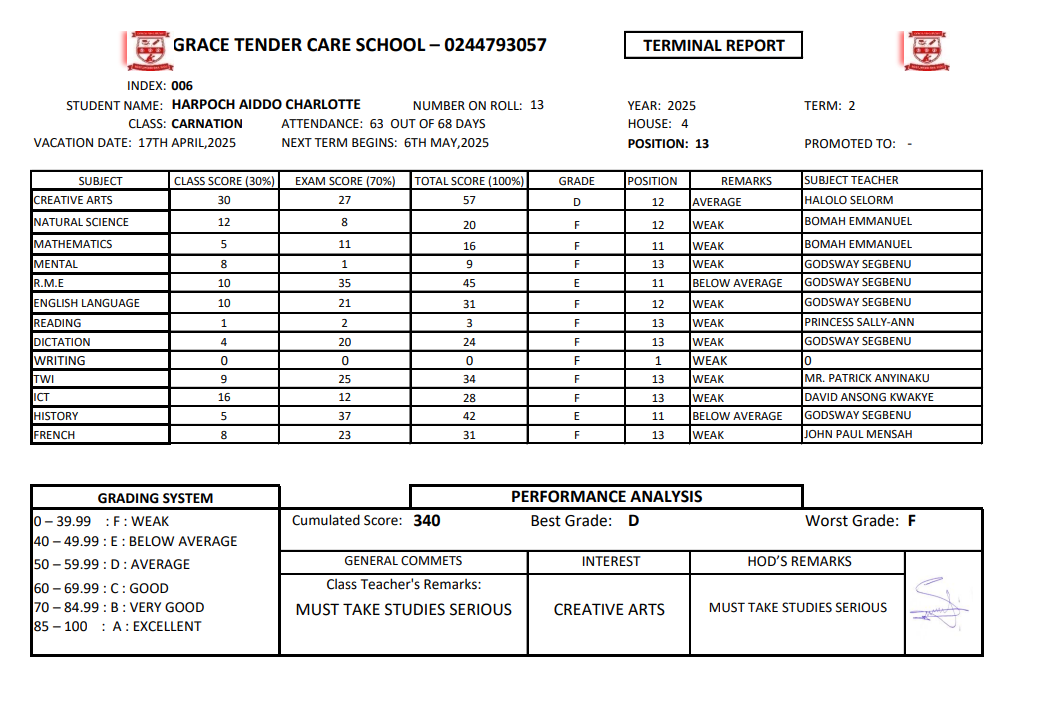 GRACE TENDER CARE SCHOOL – 0244793057 TERMINAL REPORT
INDEX: 006
STUDENT NAME: HARPOCH AIDDO CHARLOTTE NUMBER ON ROLL: 13 YEAR: 2025 TERM: 2
CLASS: CARNATION ATTENDANCE: 63 OUT OF 68 DAYS HOUSE: 4
VACATION DATE: 17TH APRIL,2025 NEXT TERM BEGINS: 6TH MAY,2025 POSITION: 13 PROMOTED TO: -
SUBJECT CLASS SCORE (30%) EXAM SCORE (70%) TOTAL SCORE (100%) GRADE POSITION REMARKS SUBJECT TEACHER
CREATIVE ARTS 30 27 57 D 12 AVERAGE HALOLO SELORM
NATURAL SCIENCE 12 8 20 F 12 WEAK BOMAH EMMANUEL
MATHEMATICS 5 11 16 F 11 WEAK BOMAH EMMANUEL
MENTAL 8 1 9 F 13 WEAK GODSWAY SEGBENU
R.M.E 10 35 45 E 11 BELOW AVERAGE GODSWAY SEGBENU
ENGLISH LANGUAGE 10 21 31 F 12 WEAK GODSWAY SEGBENU
READING 1 2 3 F 13 WEAK PRINCESS SALLY-ANN
DICTATION 4 20 24 F 13 WEAK GODSWAY SEGBENU
WRITING 0 0 0 F 1 WEAK 0
TWI 9 25 34 F 13 WEAK MR. PATRICK ANYINAKU
ICT 16 12 28 F 13 WEAK DAVID ANSONG KWAKYE
HISTORY 5 37 42 E 11 BELOW AVERAGE GODSWAY SEGBENU
FRENCH 8 23 31 F 13 WEAK JOHN PAUL MENSAH
GRADING SYSTEM
0 – 39.99 : F : WEAK
40 – 49.99 : E : BELOW AVERAGE
50 – 59.99 : D : AVERAGE
60 – 69.99 : C : GOOD
70 – 84.99 : B : VERY GOOD
85 – 100 : A : EXCELLENT
PERFORMANCE ANALYSIS
Cumulated Score: 340 Best Grade: D Worst Grade: F
GENERAL COMMETS INTEREST HOD'S REMARKS
Class Teacher's Remarks:
MUST TAKE STUDIES SERIOUS CREATIVE ARTS MUST TAKE STUDIES SERIOUS